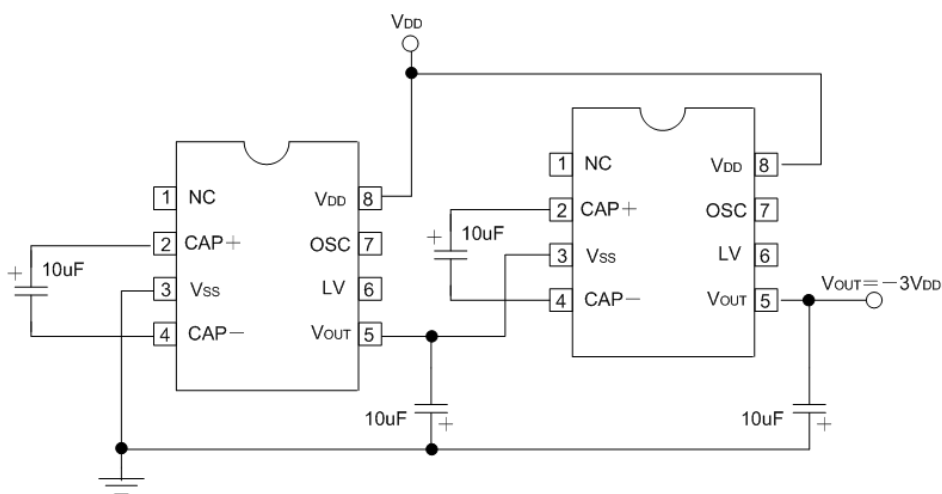 VDD
1 NC
VDD 8
2 CAP+
OSC 7
3 VSS
LV 6
4 CAP−
VOUT 5
+
10uF
10uF
+
1 NC
VDD 8
2 CAP+
OSC 7
3 VSS
LV 6
4 CAP−
VOUT 5
+
10uF
VOUT=−3VDD
10uF
+